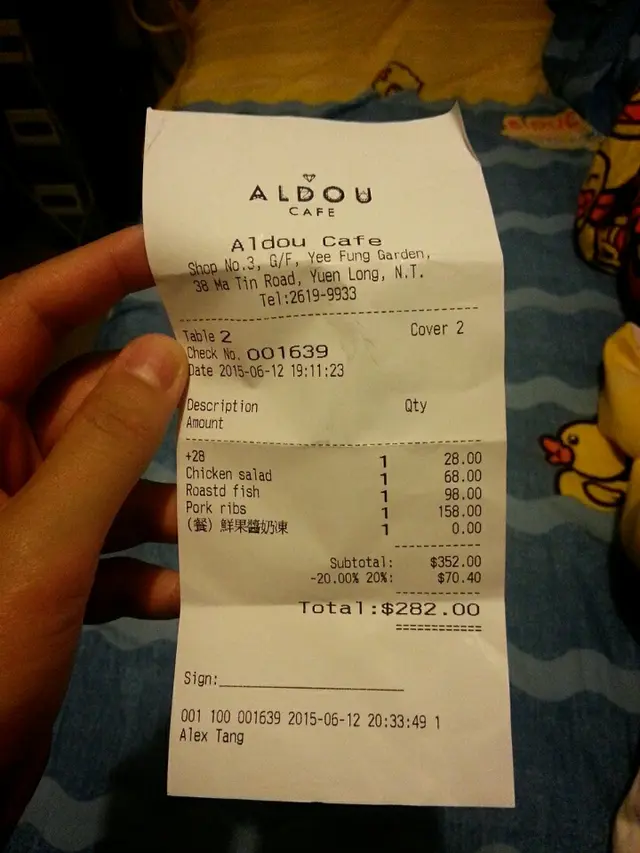 ALDOU
CAFE
Aldou Cafe
Shop No.3, G/F, Yee Fung Garden,
38 Ma Tin Road, Yuen Long, N.T.
Tel:2619-9933
Table 2 Cover 2
Check No. 001639
Date 2015-06-12 19:11:23
Description Qty
Amount
+28 1 28.00
Chicken salad 1 68.00
Roastd fish 1 98.00
Pork ribs 1 158.00
(餐) 鮮果醬奶凍 1 0.00
Subtotal: $352.00
-20.00% 20%: $70.40
Total:$282.00
Sign:
001 100 001639 2015-06-12 20:33:49 1
Alex Tang